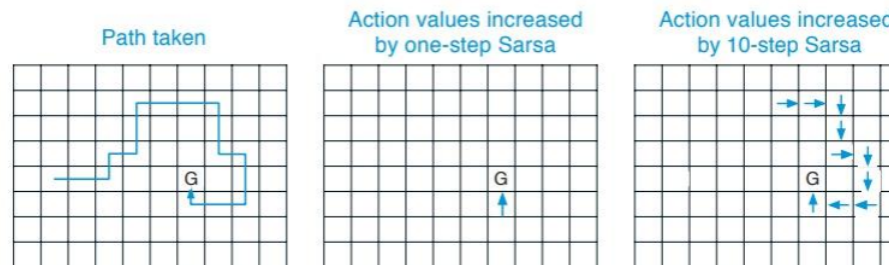 Path taken
Action values increased
by one-step Sarsa
Action values increased
by 10-step Sarsa
G
G
G